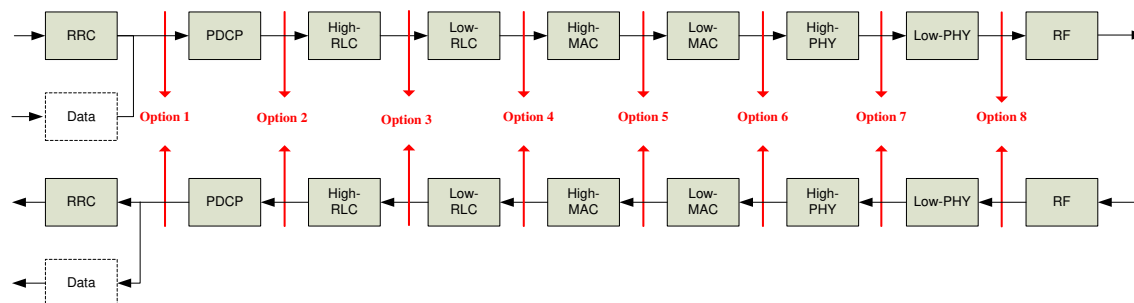 RRC
PDCP
High-
RLC
Low-
RLC
High-
MAC
Low-
MAC
High-
PHY
Low-PHY
RF
Data
Option 1
Option 2
Option 3
Option 4
Option 5
Option 6
Option 7
Option 8
RRC
PDCP
High-
RLC
Low-
RLC
High-
MAC
Low-
MAC
High-
PHY
Low-PHY
RF
Data